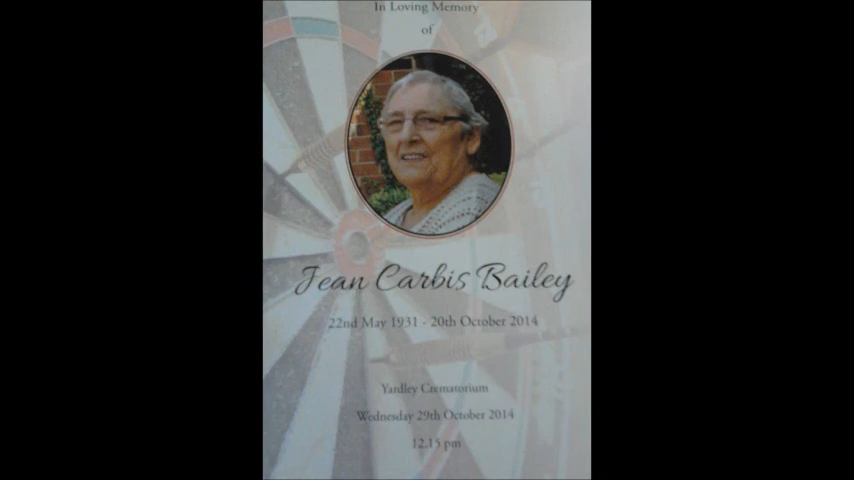 In Loving Memory
of
Jean Carbis Bailey
22nd May 1931 - 20th October 2014
Yardley Crematorium
Wednesday 29th October 2014
12.15 pm